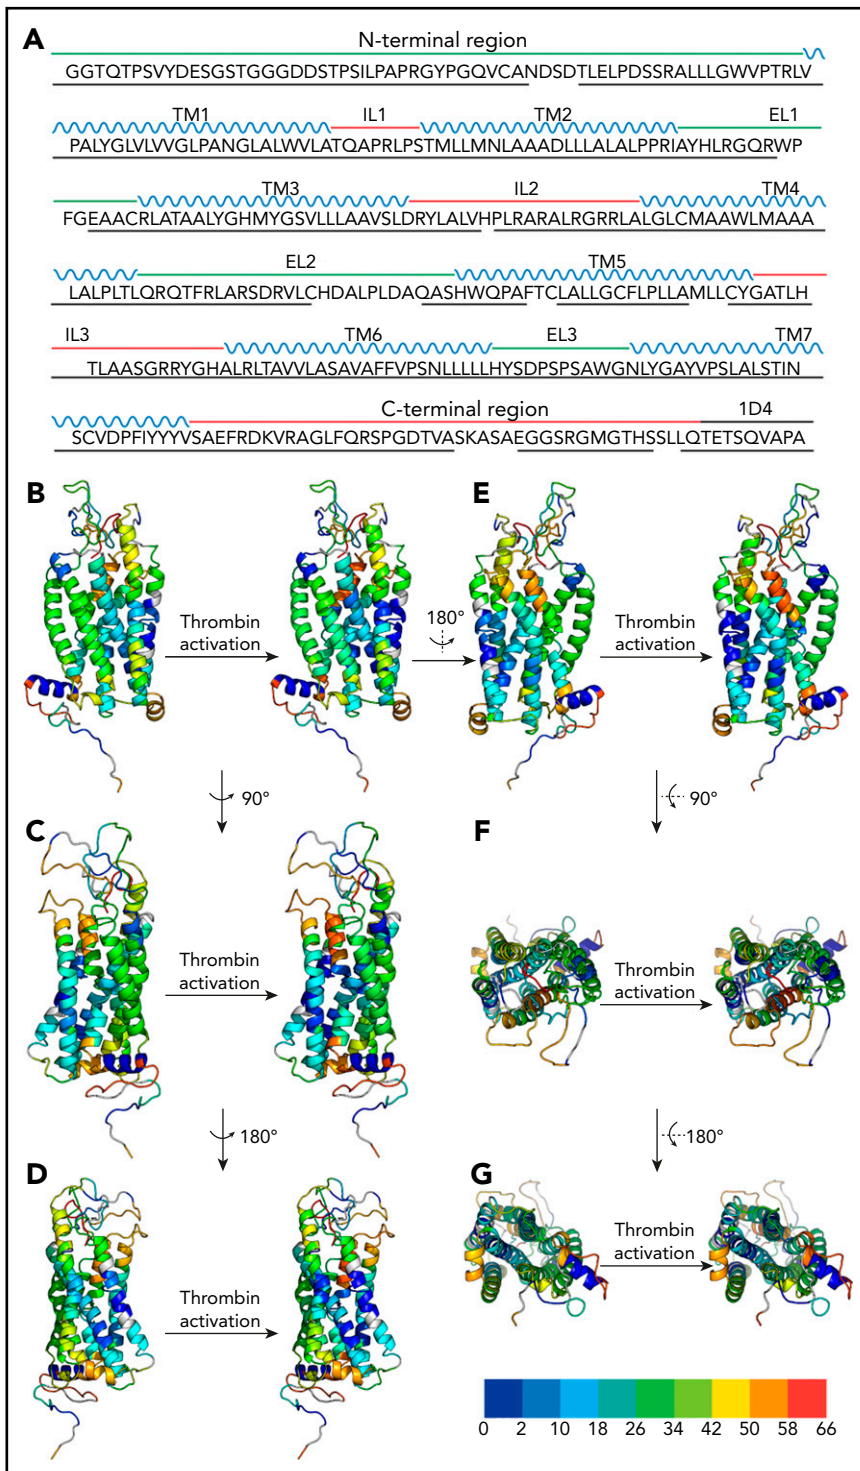 A
N-terminal region
GGTQTPSVYDESGSTGGGDDSTPSILPAPRGYPGQVCANDSDTLELPDSSRALLLGWVPTRLV
TM1 IL1 TM2 EL1
PALYGLVLVVGLPANGLALWVLATQAPRLPSTMLLMNLAAADLLLALALPPRIAYHLRGQRWP
TM3 IL2 TM4
FGEAACRLATAALYGHMYGSVLLLAAVSLDRYLALVHPLRARALRGRRLALGLCMAAWLMAAA
EL2 TM5
LALPLTLQRQTFRLARSDRVLCHDALPLDAQASHWQPAFTCLALLGCFLPLLAMLLCYGATLH
IL3 TM6 EL3 TM7
TLAASGRRYGHALRLTAVVLASAVAFFVPSNLLLLLHYSDPSPSAWGNLYGAYVPSLALSTIN
C-terminal region 1D4
SCVDPFIYYYVSAEFRDKVRAGLFQRSPGDTVASKASAEGGSRGMGTHSSLLQTETSQVAPA
B
Thrombin
activation
180°
E
Thrombin
activation
90°
90°
C
Thrombin
activation
F
Thrombin
activation
180°
180°
D
Thrombin
activation
G
Thrombin
activation
0 2 10 18 26 34 42 50 58 66